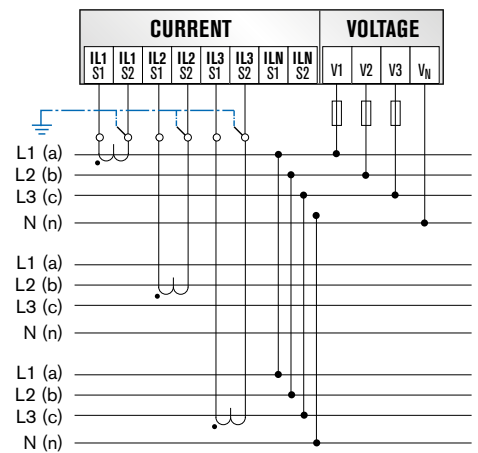 CURRENT VOLTAGE
IL1 IL1 IL2 IL2 IL3 IL3 ILN ILN
S1 S2 S1 S2 S1 S2 S1 S2 V1 V2 V3 VN
L1 (a)
L2 (b)
L3 (c)
N (n)
L1 (a)
L2 (b)
L3 (c)
N (n)
L1 (a)
L2 (b)
L3 (c)
N (n)